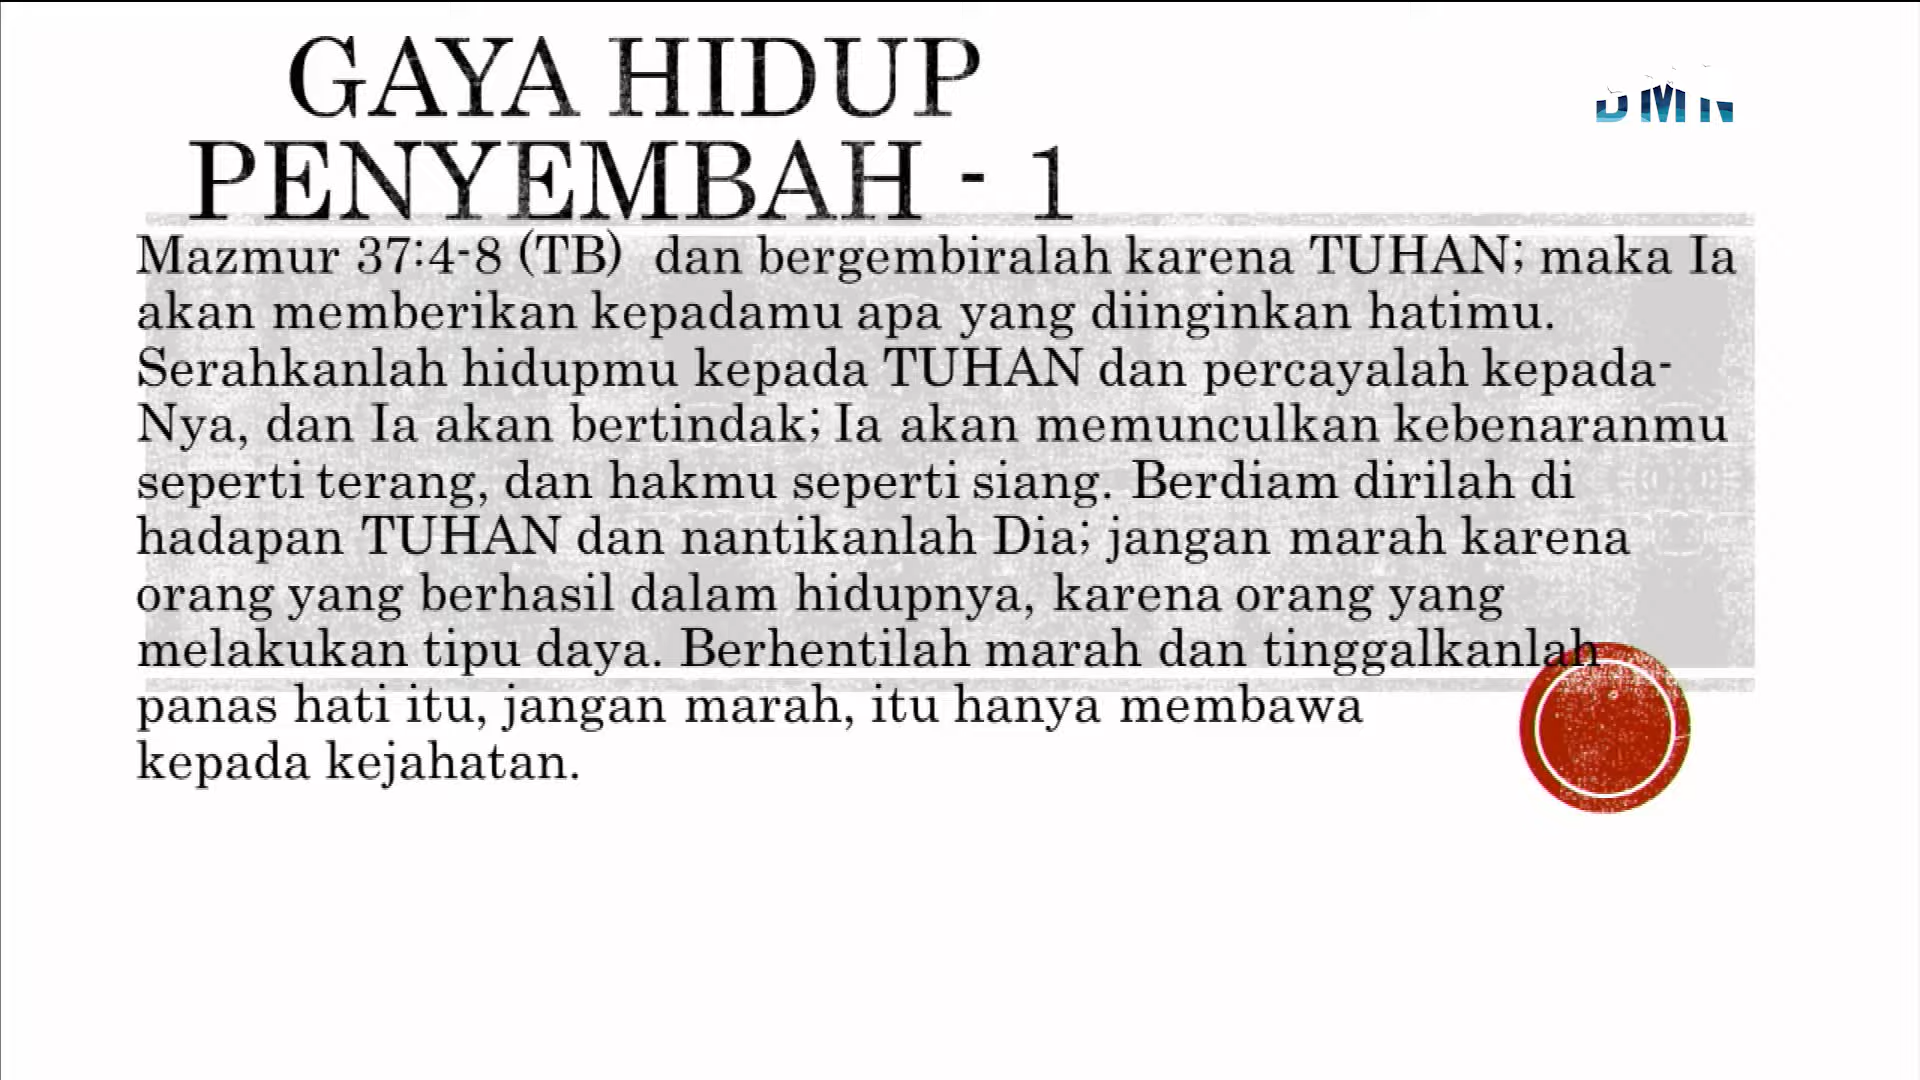 GAYA HIDUP
PENYEMBAH - 1
DMN
Mazmur 37:4-8 (TB)  dan bergembiralah karena TUHAN; maka Ia
akan memberikan kepadamu apa yang diinginkan hatimu.
Serahkanlah hidupmu kepada TUHAN dan percayalah kepada-
Nya, dan Ia akan bertindak; Ia akan memunculkan kebenaranmu
seperti terang, dan hakmu seperti siang. Berdiam dirilah di
hadapan TUHAN dan nantikanlah Dia; jangan marah karena
orang yang berhasil dalam hidupnya, karena orang yang
melakukan tipu daya. Berhentilah marah dan tinggalkanlah
panas hati itu, jangan marah, itu hanya membawa
kepada kejahatan.